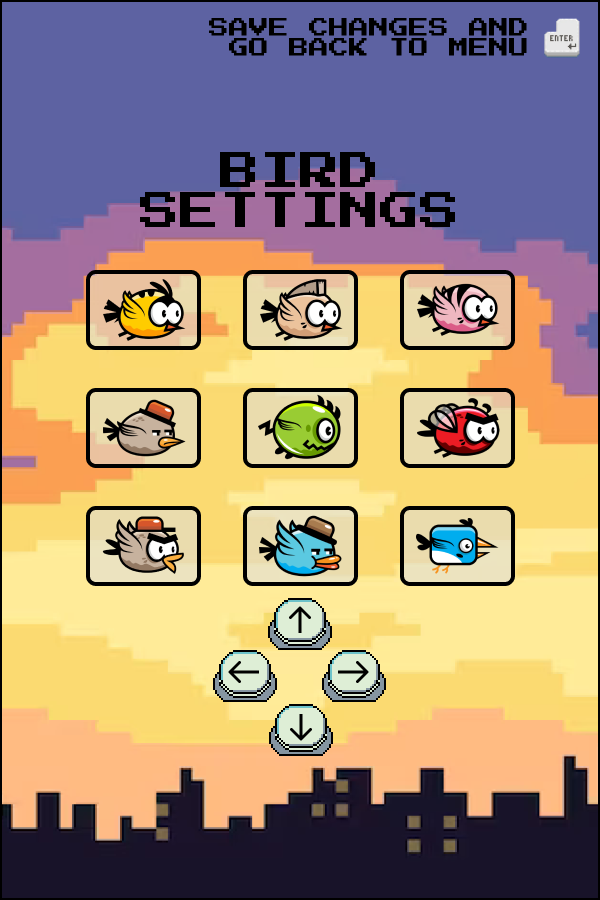 SAVE CHANGES AND
GO BACK TO MENU
ENTER
BIRD
SETTINGS